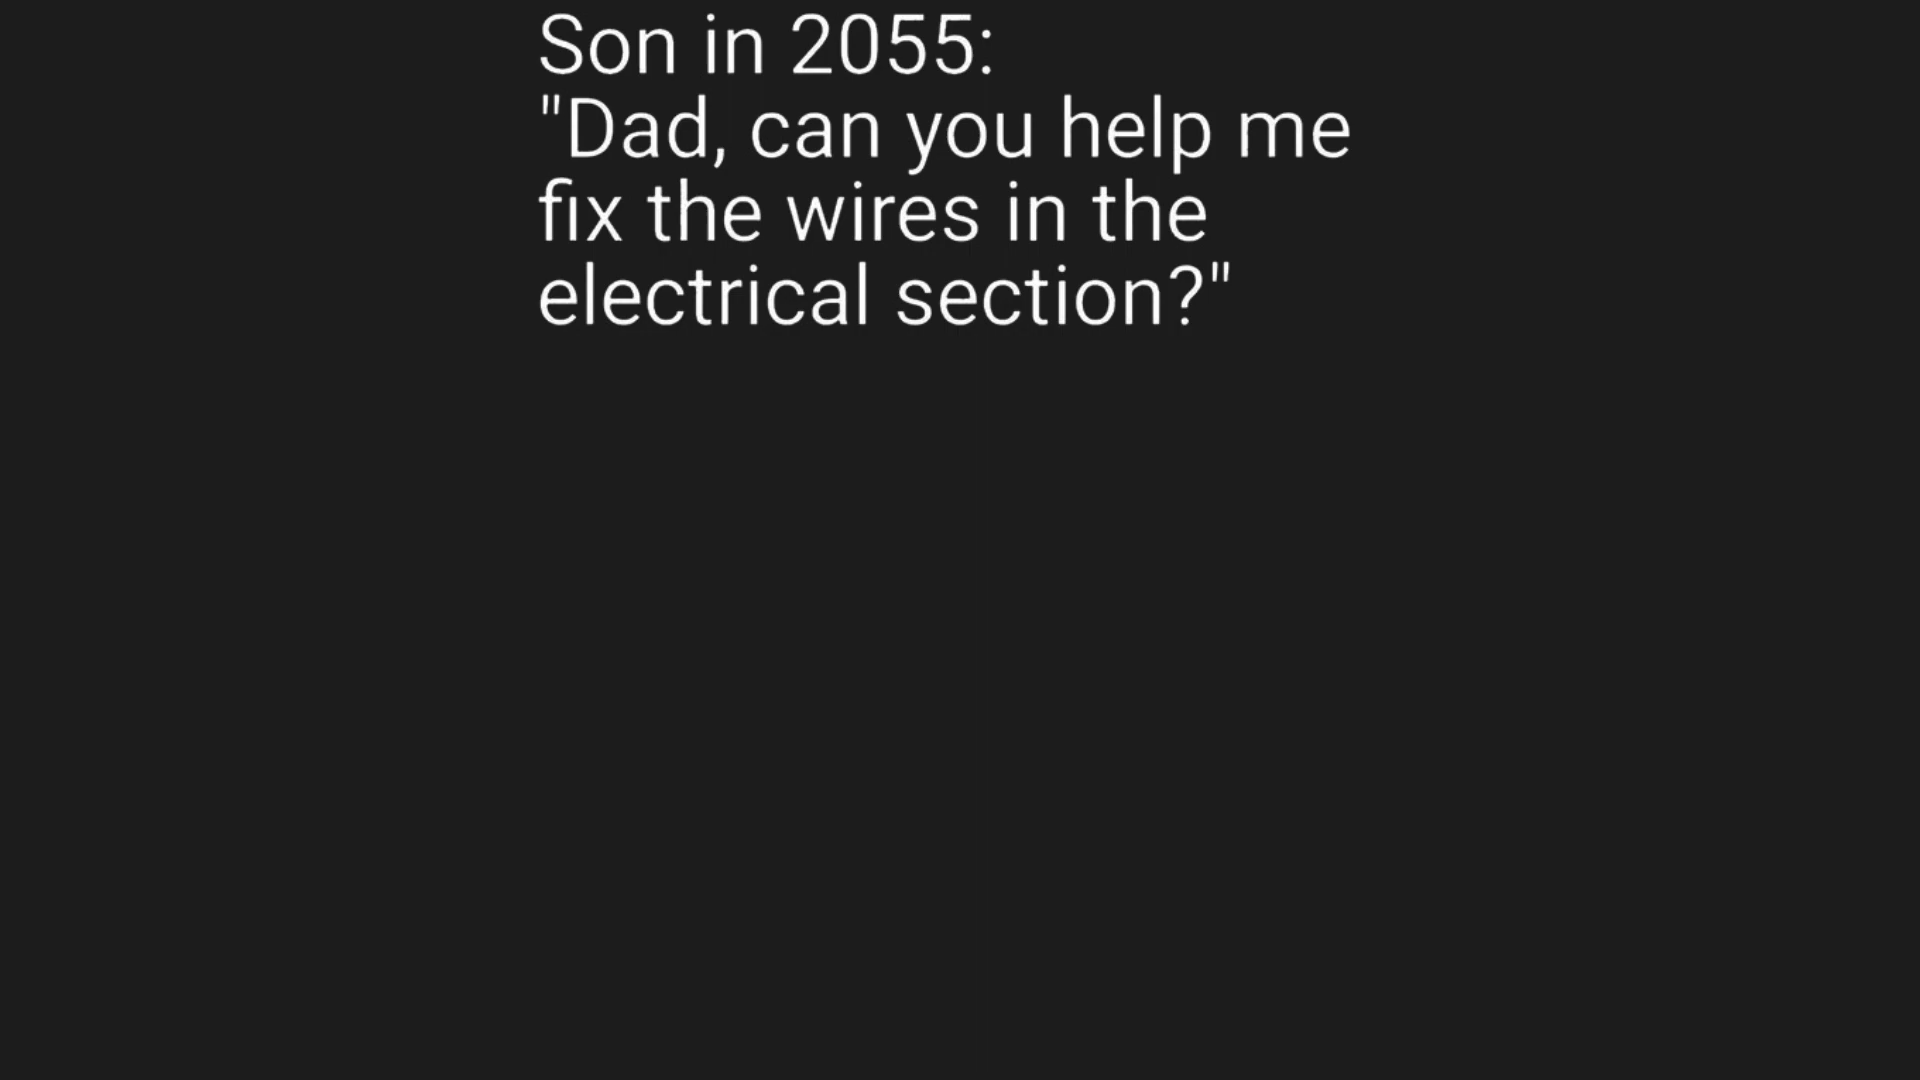 Son in 2055:
"Dad, can you help me
fix the wires in the
electrical section?"